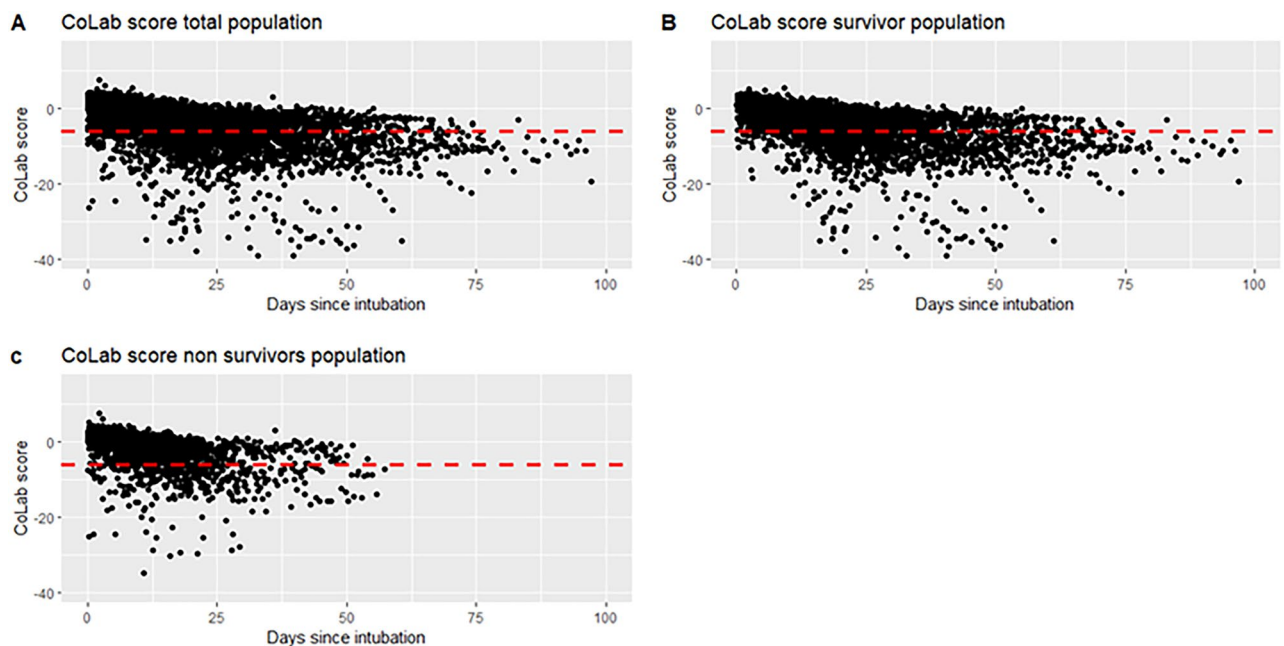 A CoLab score total population
CoLab score
0
-20
-40
0 25 50 75 100
Days since intubation
B CoLab score survivor population
CoLab score
0
-20
-40
0 25 50 75 100
Days since intubation
c CoLab score non survivors population
CoLab score
0
-20
-40
0 25 50 75 100
Days since intubation